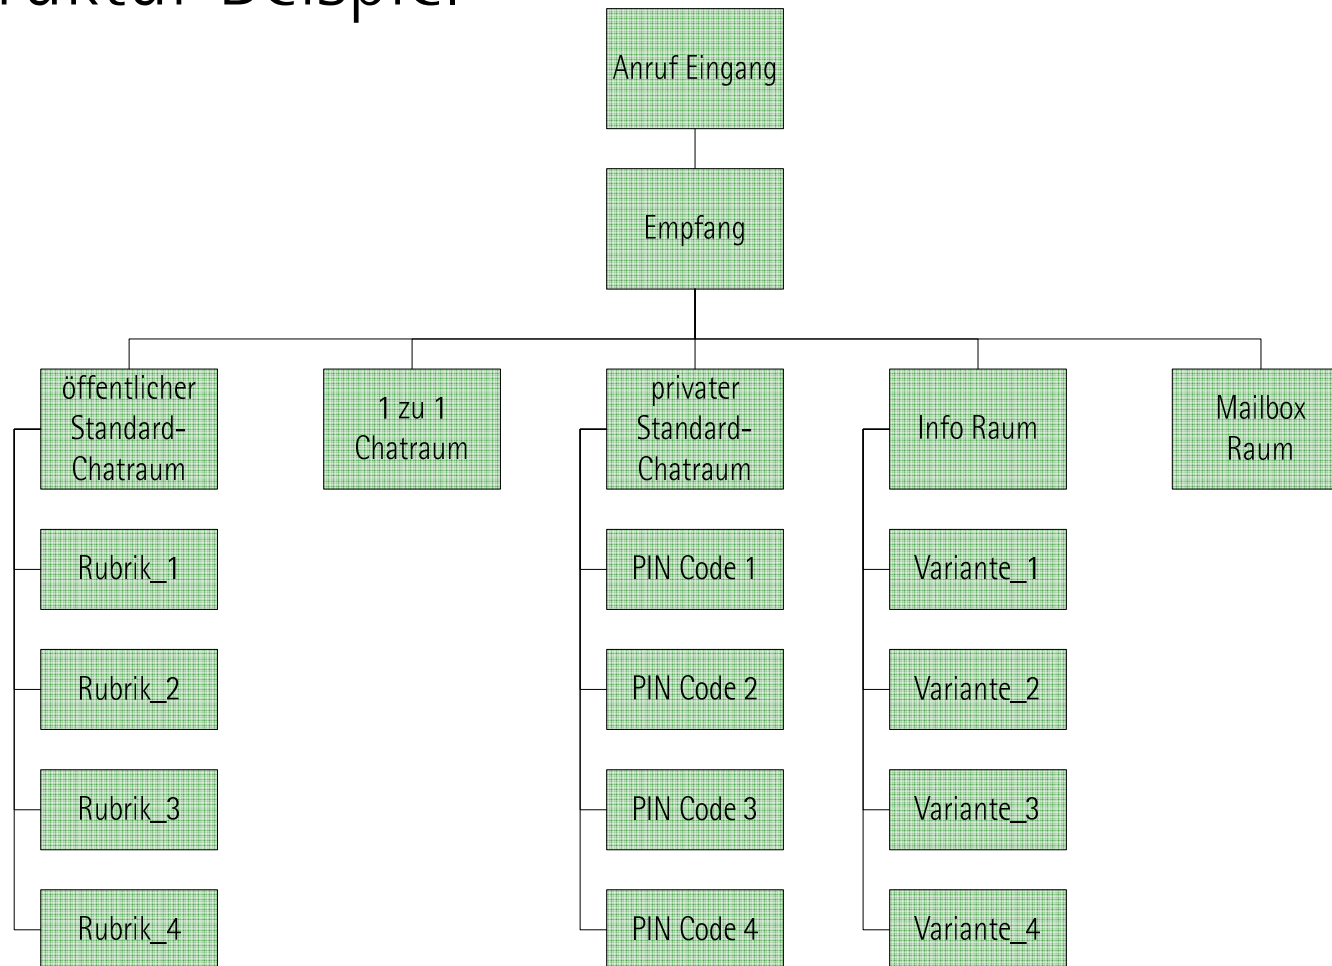 Beispiel
Anruf Eingang
Empfang
öffentlicher
Standard-
Chatraum
1 zu 1
Chatraum
privater
Standard-
Chatraum
Info Raum
Mailbox
Raum
Rubrik_1
PIN Code 1
Variante_1
Rubrik_2
PIN Code 2
Variante_2
Rubrik_3
PIN Code 3
Variante_3
Rubrik_4
PIN Code 4
Variante_4